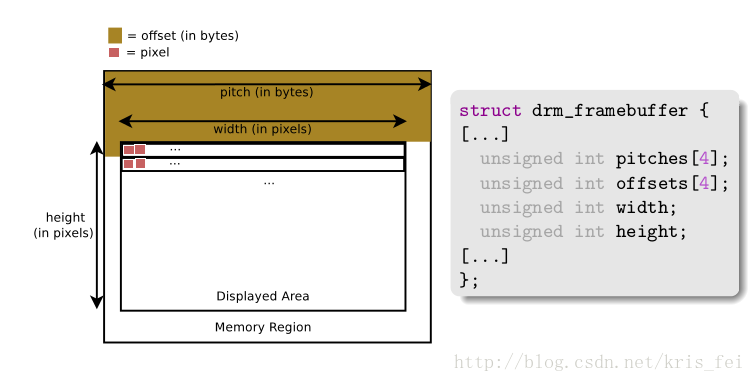 = offset (in bytes)
= pixel
pitch (in bytes)
width (in pixels)
...
...
...
height
(in pixels)
Displayed Area
Memory Region
struct drm_framebuffer {
[...]
unsigned int pitches[4];
unsigned int offsets[4];
unsigned int width;
unsigned int height;
[...]
};
http://blog.csdn.net/kris_fei